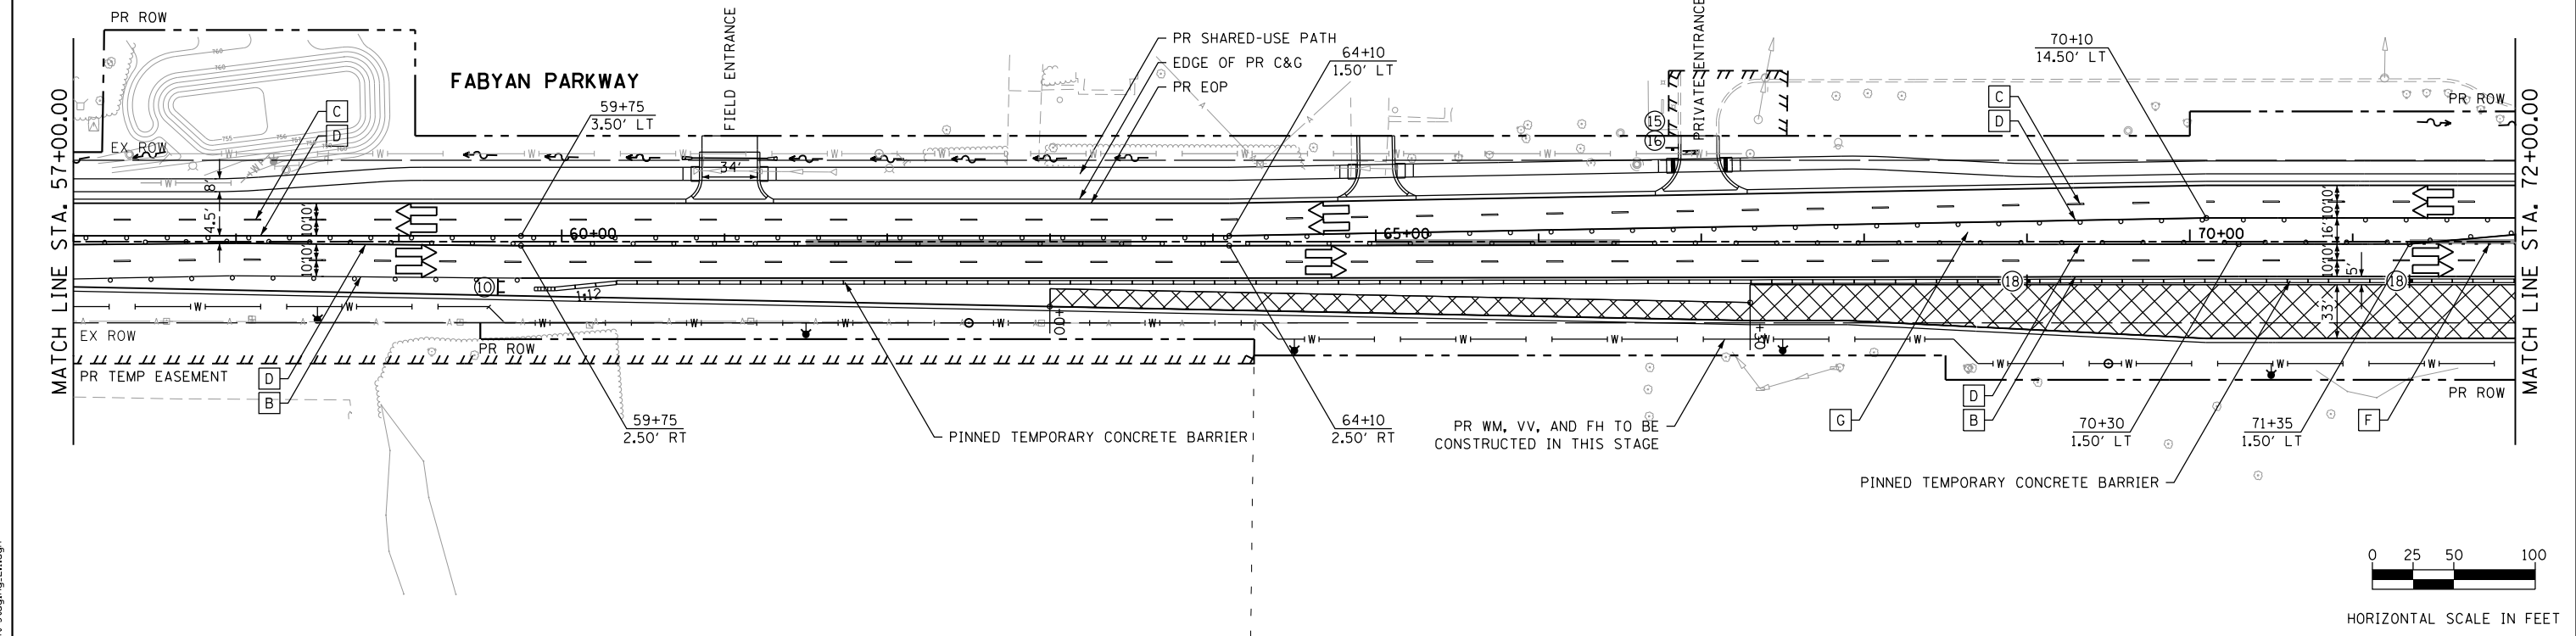 PR ROW
FABYAN PARKWAY
FIELD ENTRANCE
PR SHARED-USE PATH
EDGE OF PR C&G
PR EOP
64+10
1.50' LT
PRIVATE ENTRANCE
70+10
14.50' LT
59+75
3.50' LT
C
D
C
D
PR ROW
EX ROW
15
16
34'
8'
4.5'
10'
10'
10'
10'
60+00
65+00
70+00
10'
10'
16'
10'
10'
5'
33'
MATCH LINE STA. 57+00.00
MATCH LINE STA. 72+00.00
10
1:12
18
18
+00
+30
EX ROW
PR ROW
PR TEMP EASEMENT
D
B
59+75
2.50' RT
PINNED TEMPORARY CONCRETE BARRIER
64+10
2.50' RT
PR WM, VV, AND FH TO BE
CONSTRUCTED IN THIS STAGE
G
D
B
70+30
1.50' LT
71+35
1.50' LT
F
PR ROW
PINNED TEMPORARY CONCRETE BARRIER
0 25 50 100
HORIZONTAL SCALE IN FEET